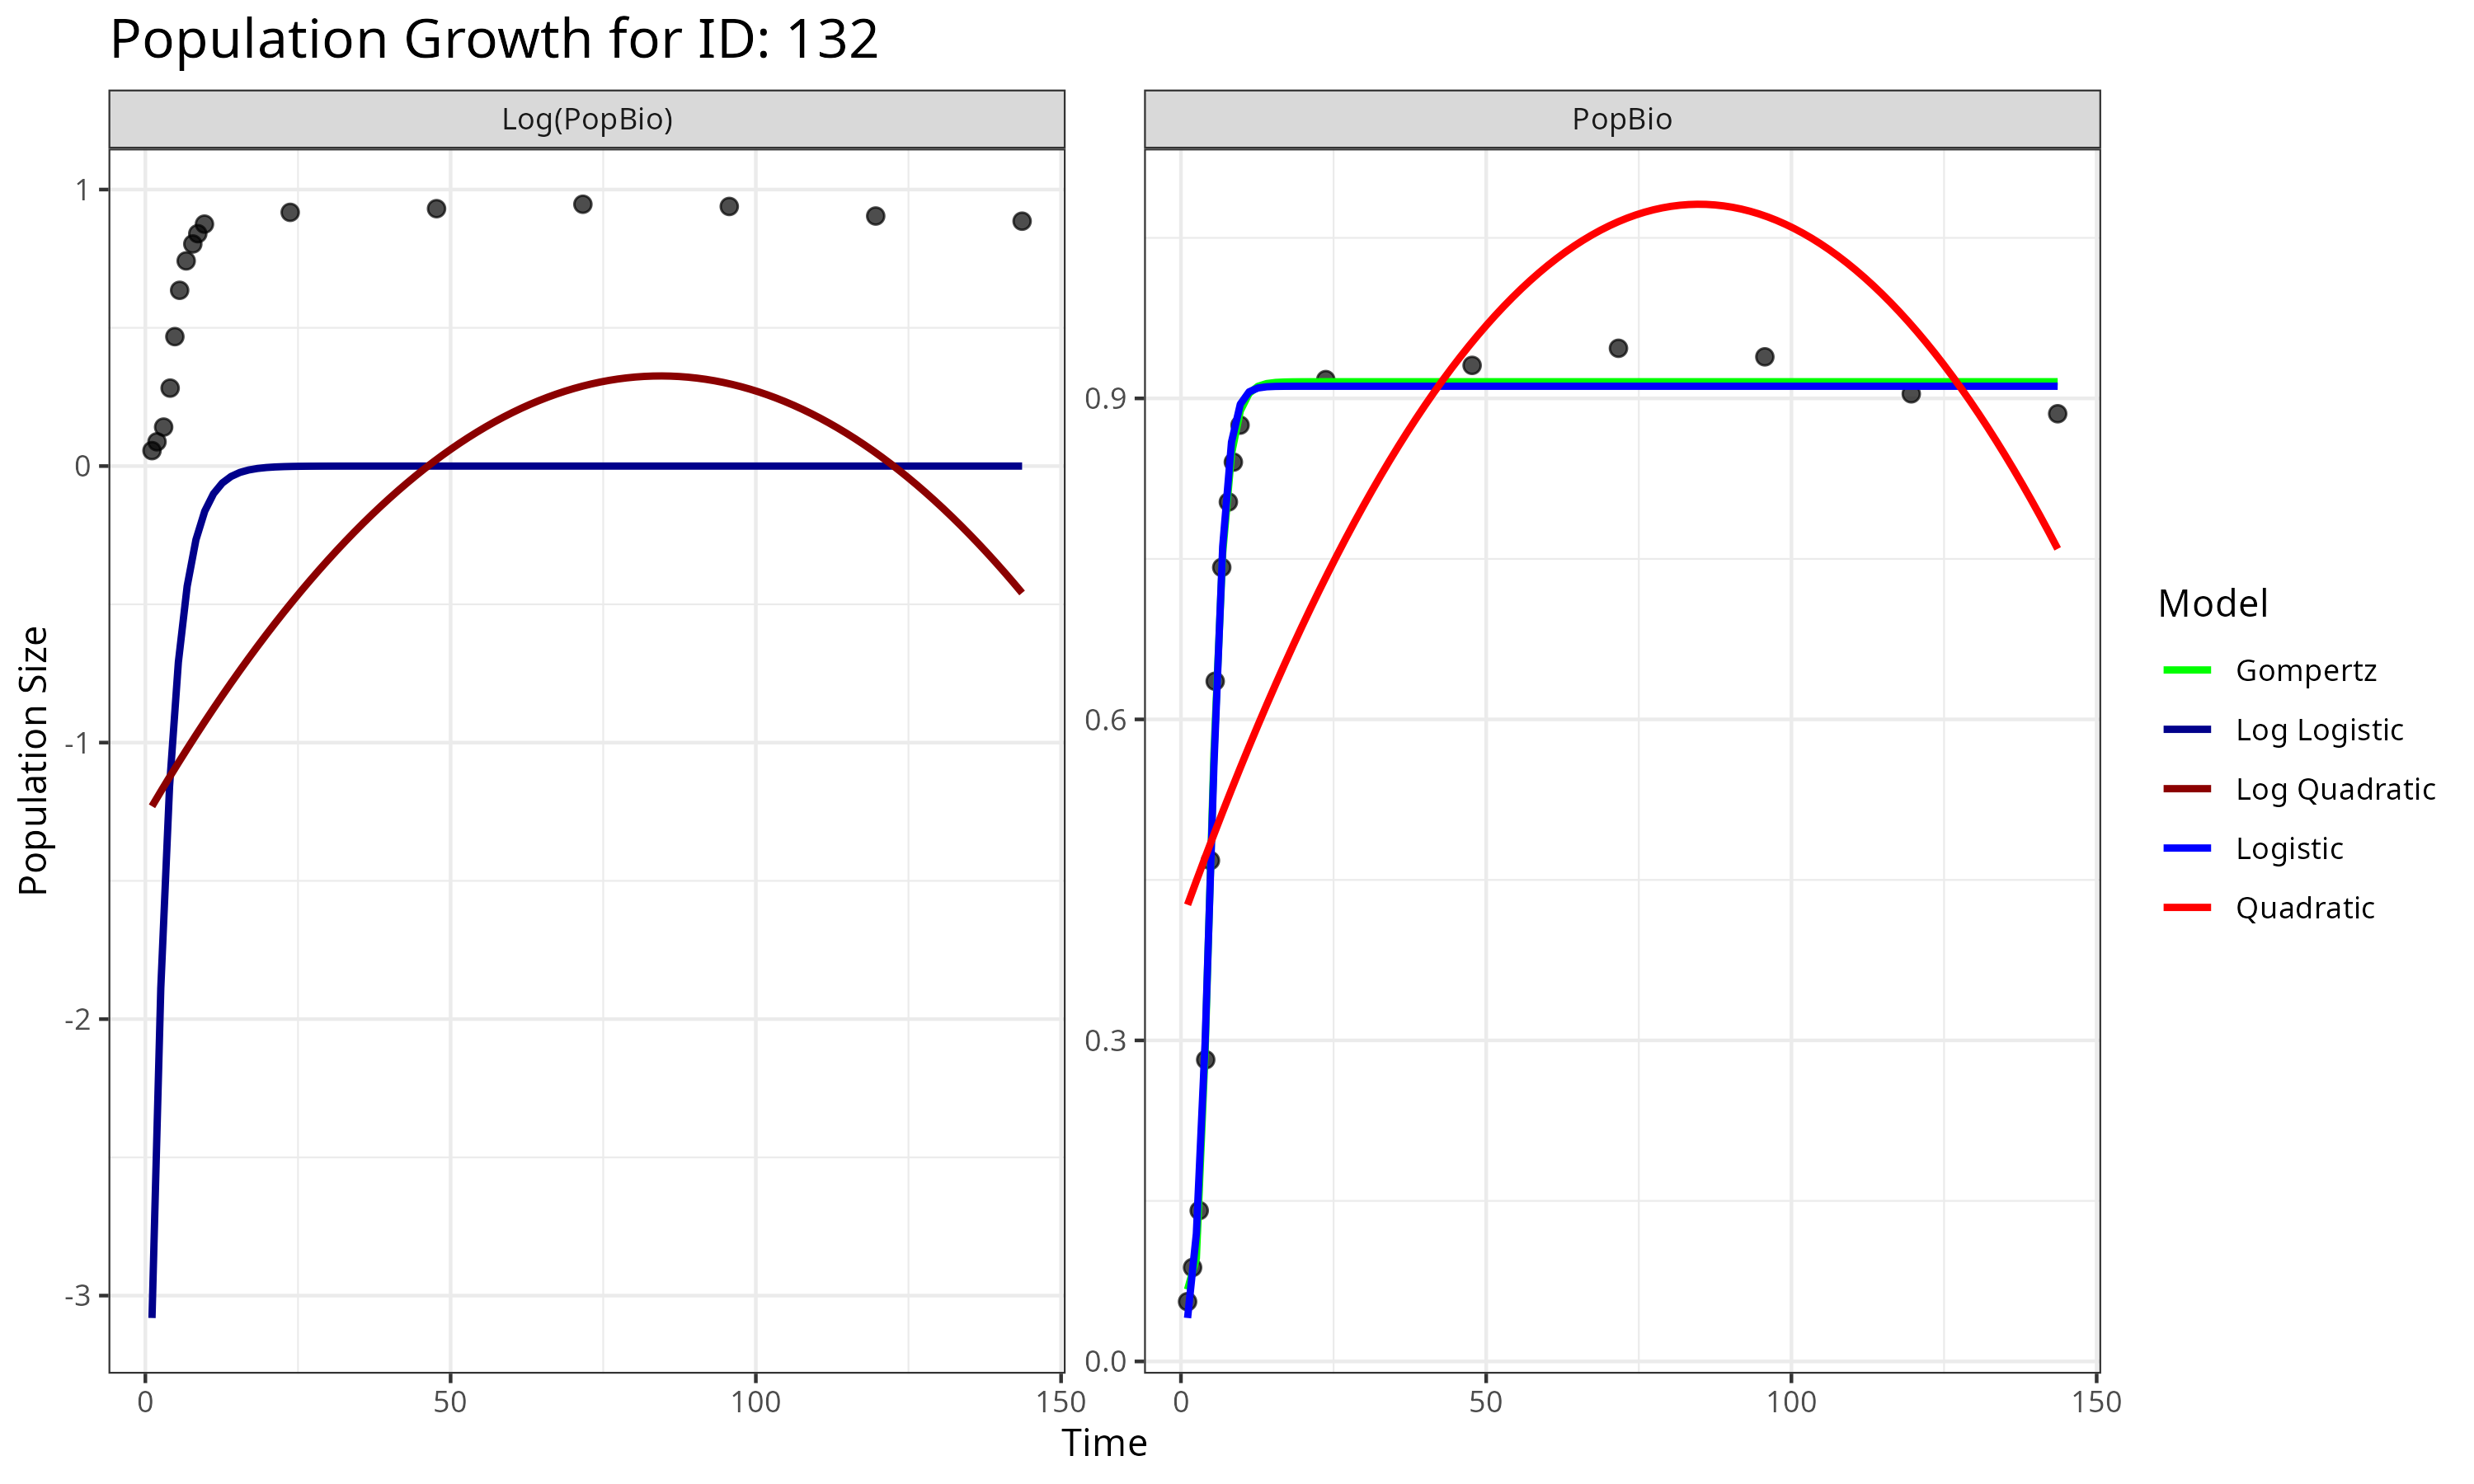 Population Growth for ID: 132
Log(PopBio)
PopBio
Population Size
1
0
-1
-2
-3
0.9
0.6
0.3
0.0
0 50 100 150
0 50 100 150
Time
Model
Gompertz
Log Logistic
Log Quadratic
Logistic
Quadratic